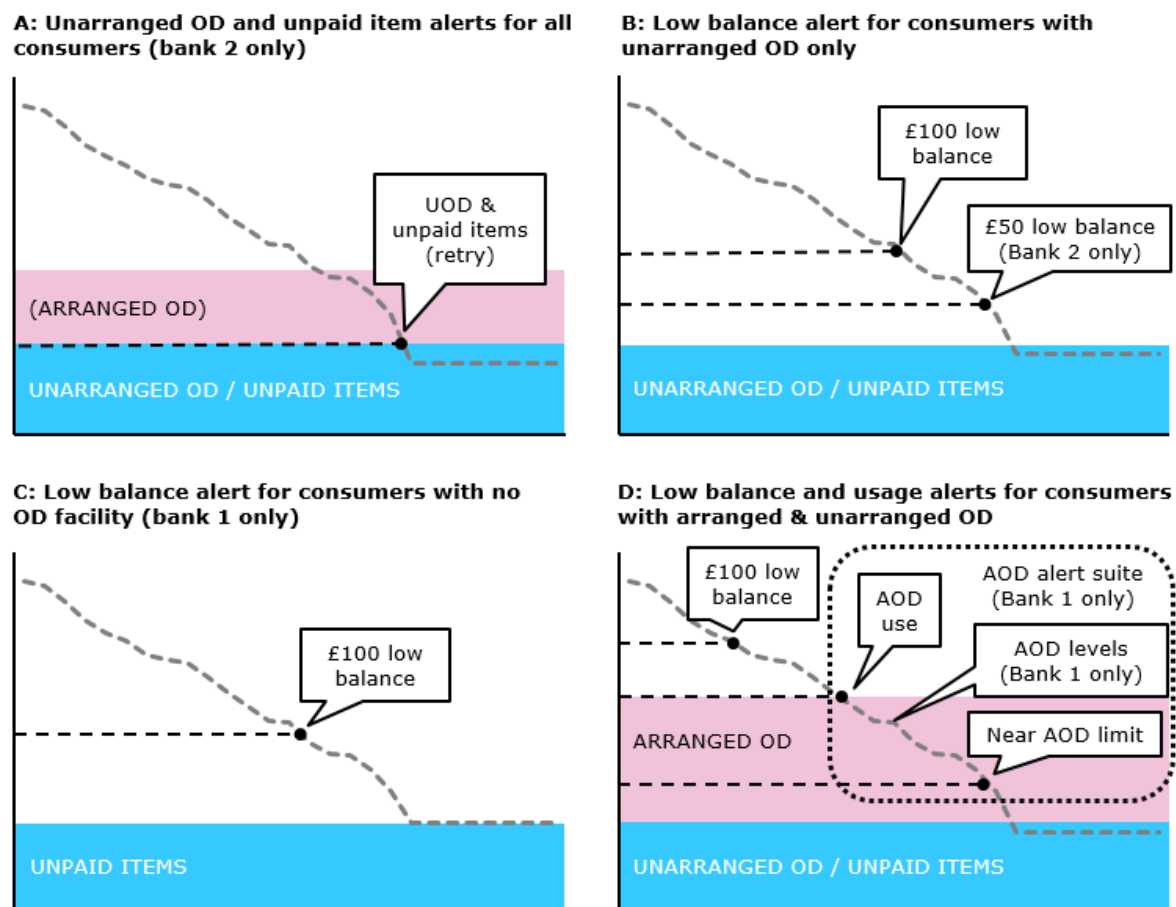 A: Unarranged OD and unpaid item alerts for all
consumers (bank 2 only)
UOD &
unpaid items
(retry)
(ARRANGED OD)
UNARRANGED OD / UNPAID ITEMS
B: Low balance alert for consumers with
unarranged OD only
£100 low
balance
£50 low balance
(Bank 2 only)
UNARRANGED OD / UNPAID ITEMS
C: Low balance alert for consumers with no
OD facility (bank 1 only)
£100 low
balance
UNPAID ITEMS
D: Low balance and usage alerts for consumers
with arranged & unarranged OD
£100 low
balance
AOD
use
AOD alert suite
(Bank 1 only)
AOD levels
(Bank 1 only)
Near AOD limit
ARRANGED OD
UNARRANGED OD / UNPAID ITEMS